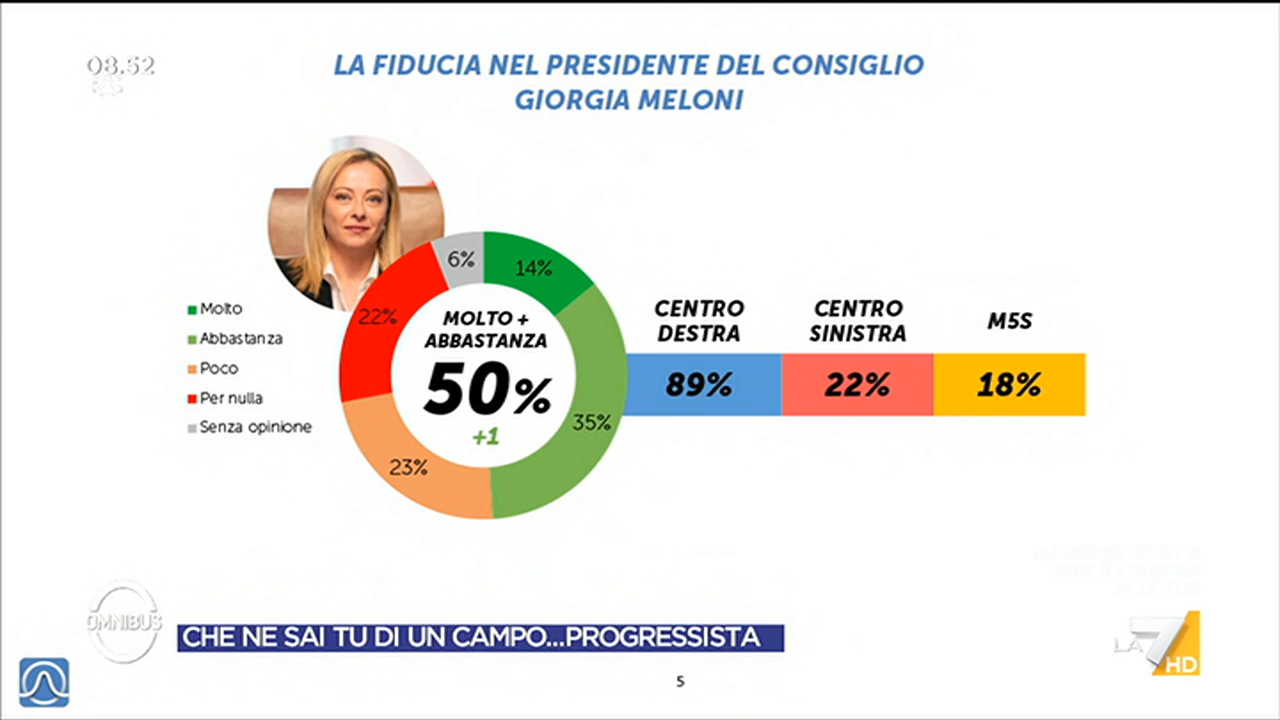 08.52
LA FIDUCIA NEL PRESIDENTE DEL CONSIGLIO
GIORGIA MELONI
Molto
Abbastanza
Poco
Per nulla
Senza opinione
6%
14%
22%
35%
23%
MOLTO +
ABBASTANZA
50%
+1
CENTRO
DESTRA
89%
CENTRO
SINISTRA
22%
M5S
18%
OMNIBUS
CHE NE SAI TU DI UN CAMPO...PROGRESSISTA
LA 7
HD
5